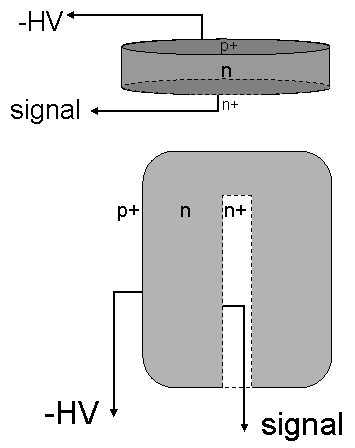 -HV
p+
n
signal
n+
p+ n n+
-HV
signal